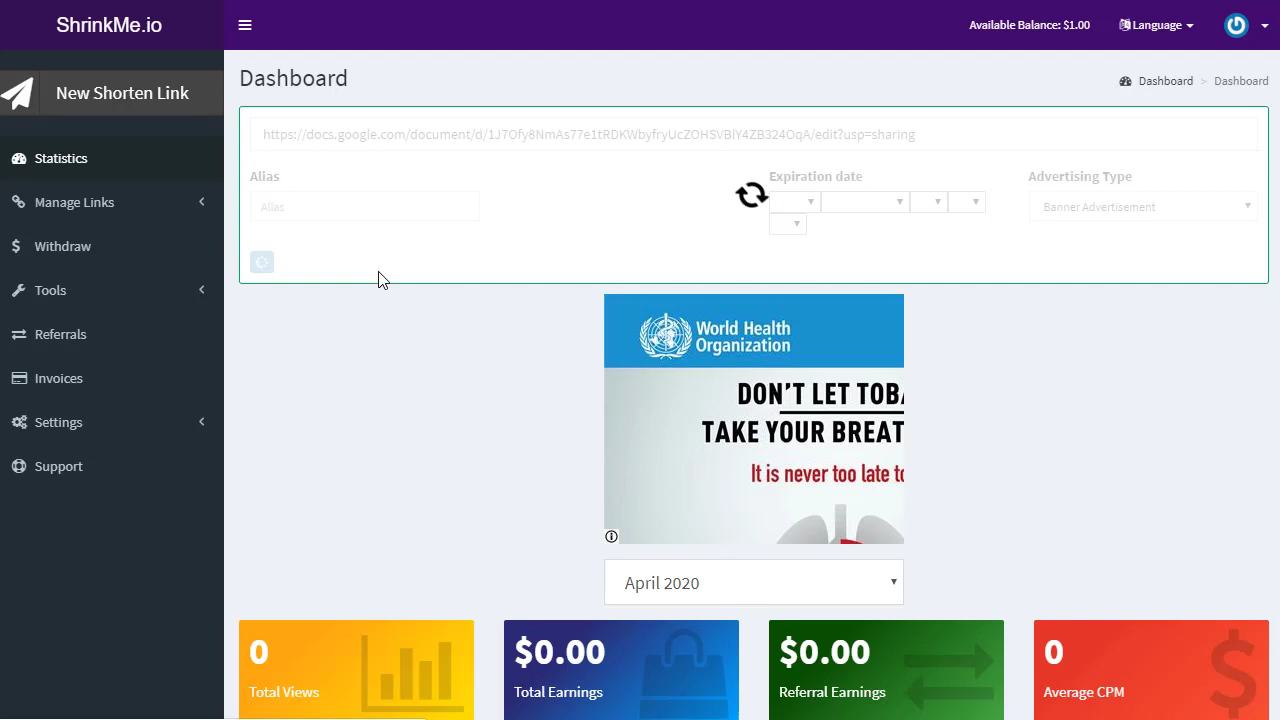 ShrinkMe.io
Available Balance: $1.00
Language
New Shorten Link
Dashboard
Dashboard > Dashboard
https://docs.google.com/document/d/1J7Ofy8NmAs77e1tRDKWbyfryUcZOHSVBlY4ZB324OqA/edit?usp=sharing
Alias
Expiration date
Advertising Type
Alias
Banner Advertisement
Statistics
Manage Links
Withdraw
Tools
Referrals
Invoices
Settings
Support
World Health
Organization
DON'T LET TOBA
TAKE YOUR BREAT
It is never too late to
April 2020
0
Total Views
$0.00
Total Earnings
$0.00
Referral Earnings
0
Average CPM